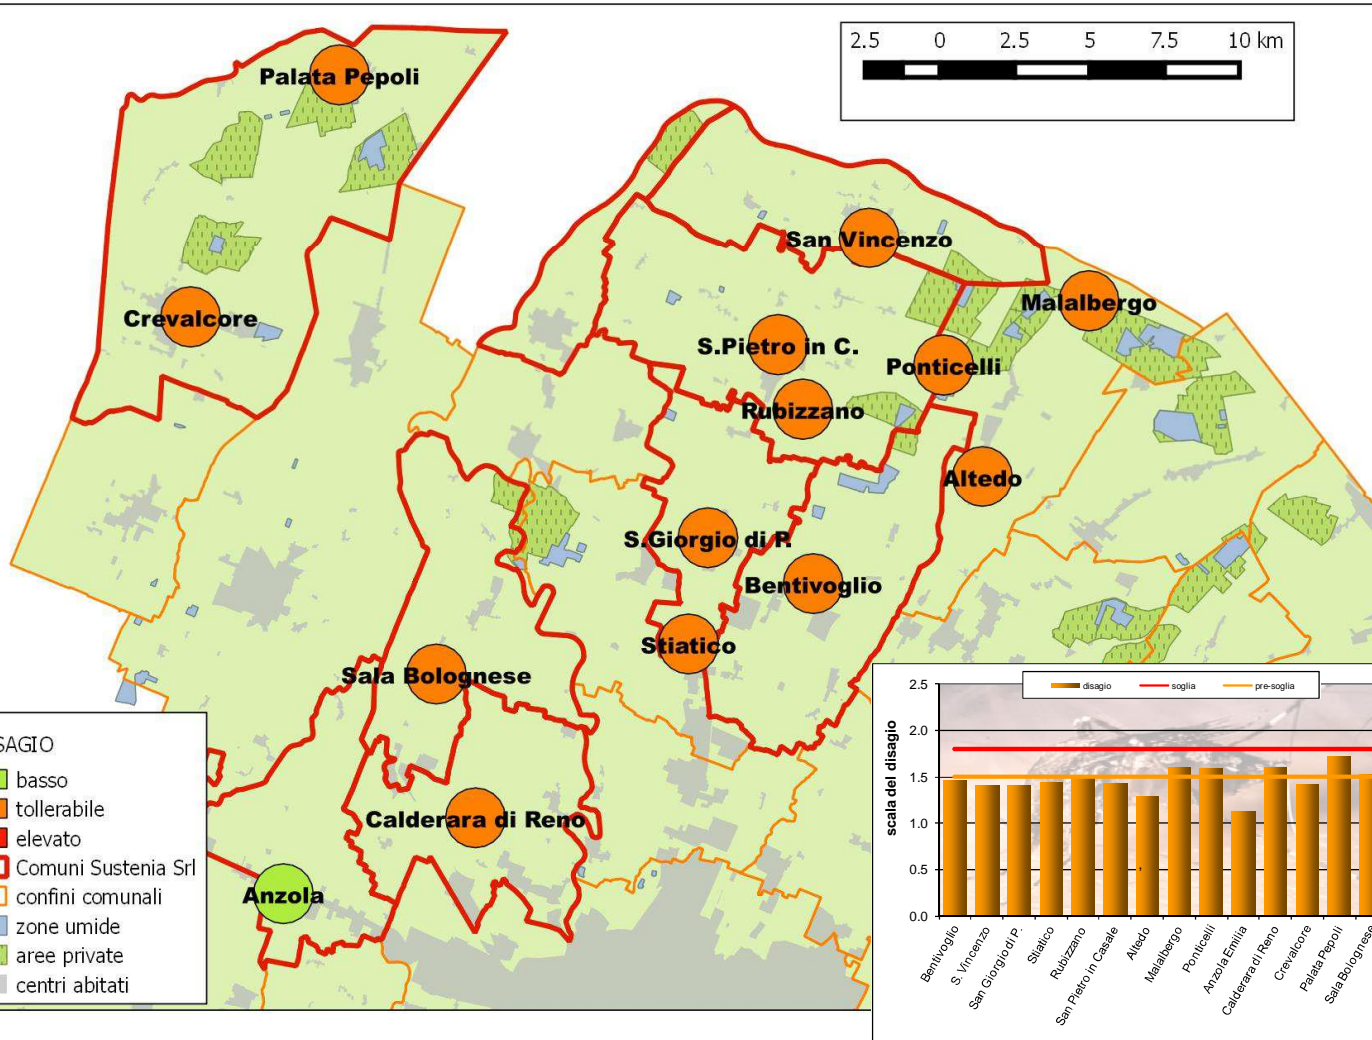 2.5 0 2.5 5 7.5 10 km
Palata Pepoli
San Vincenzo
Malalbergo
Crevalcore
S.Pietro in C.
Ponticelli
Rubizzano
Altedo
S.Giorgio di P.
Bentivoglio
Stiatico
Sala Bolognese
Calderara di Reno
Anzola
SAGIO
basso
tollerabile
elevato
Comuni Sustenia Srl
confini comunali
zone umide
aree private
centri abitati
disagio soglia pre-soglia
scala del disagio
2.5
2.0
1.5
1.0
0.5
0.0
Bentivoglio
S. Vincenzo
San Giorgio di P.
Stiatico
Rubizzano
San Pietro in Casale
Altedo
Malalbergo
Ponticelli
Anzola Emilia
Calderara di Reno
Crevalcore
Palata Pepoli
Sala Bolognese